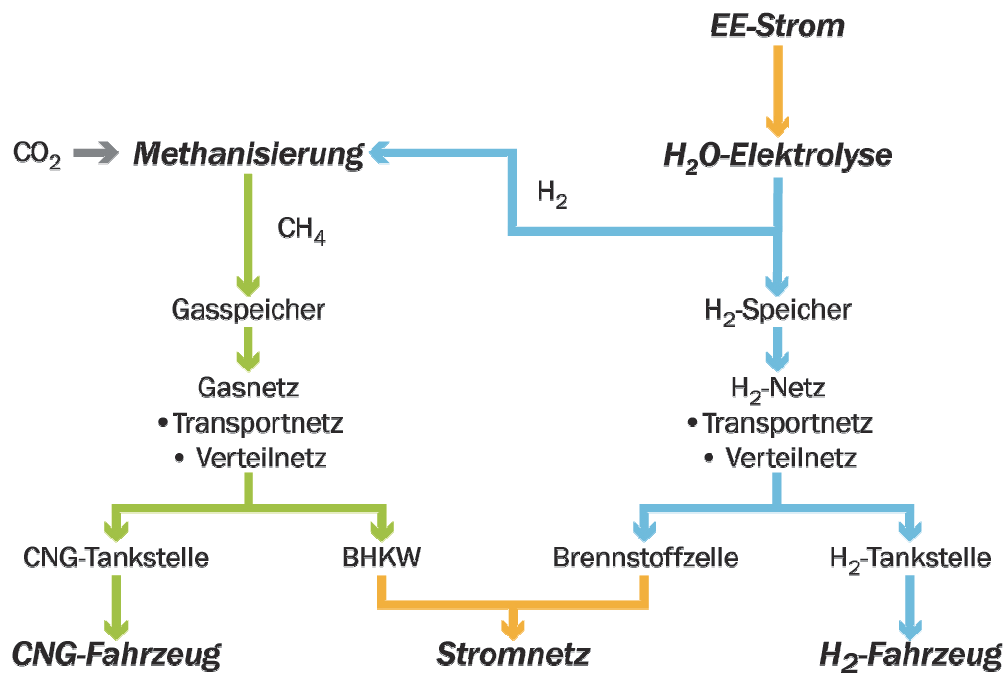 EE-Strom
CO₂
Methanisierung
H₂O-Elektrolyse
H₂
CH₄
Gasspeicher
H₂-Speicher
Gasnetz
• Transportnetz
• Verteilnetz
H₂-Netz
• Transportnetz
• Verteilnetz
CNG-Tankstelle
BHKW
Brennstoffzelle
H₂-Tankstelle
CNG-Fahrzeug
Stromnetz
H₂-Fahrzeug